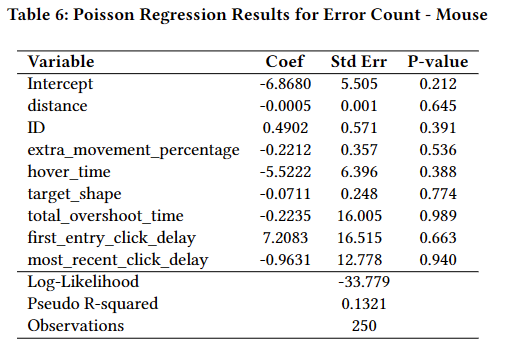 Table 6: Poisson Regression Results for Error Count - Mouse
Variable Coef Std Err P-value
Intercept -6.8680 5.505 0.212
distance -0.0005 0.001 0.645
ID 0.4902 0.571 0.391
extra_movement_percentage -0.2212 0.357 0.536
hover_time -5.5222 6.396 0.388
target_shape -0.0711 0.248 0.774
total_overshoot_time -0.2235 16.005 0.989
first_entry_click_delay 7.2083 16.515 0.663
most_recent_click_delay -0.9631 12.778 0.940
Log-Likelihood -33.779
Pseudo R-squared 0.1321
Observations 250